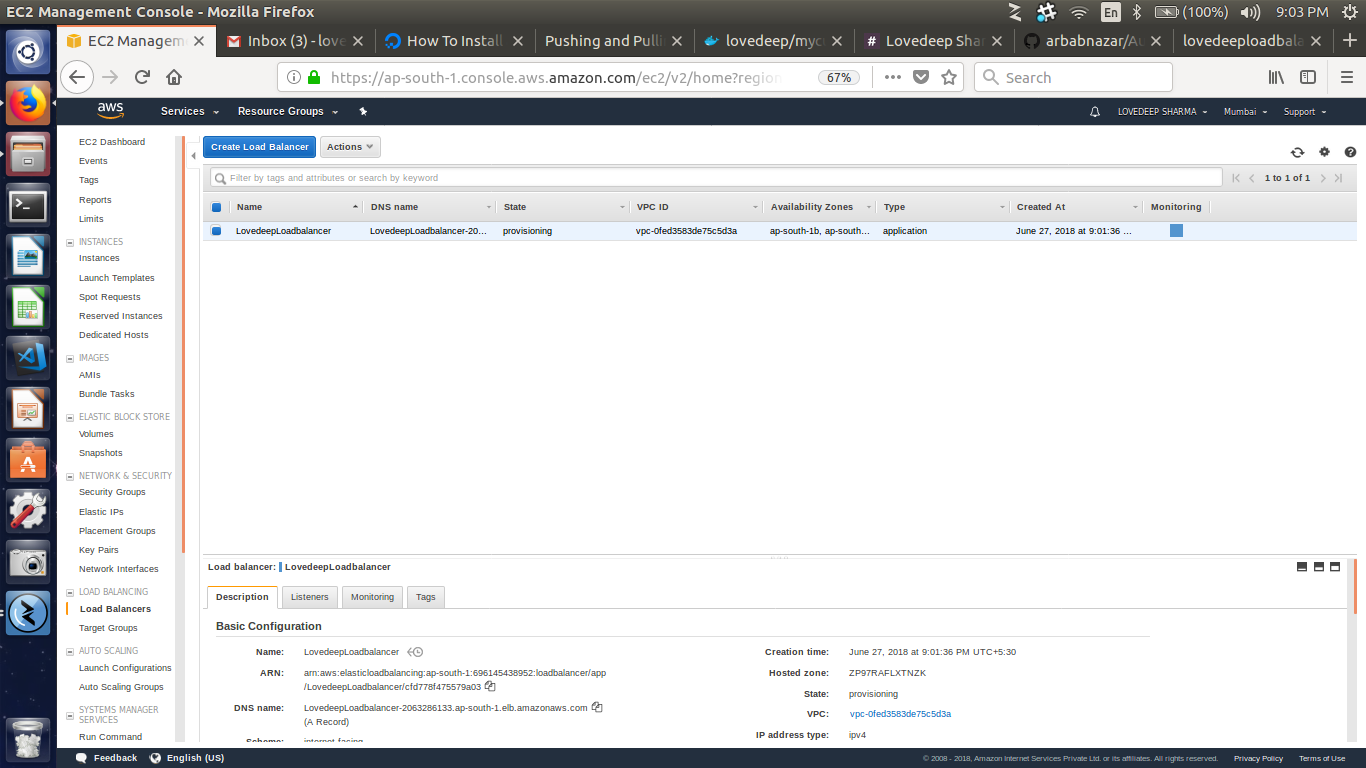 EC2 Management Console - Mozilla Firefox
En
(100%)
9:03 PM
EC2 Managem
Inbox (3) - love
How To Install
Pushing and Pulli
lovedeep/mycu
Lovedeep Shar
arbabnazar/Au
lovedeeploadbala
https://ap-south-1.console.aws.amazon.com/ec2/v2/home?region
67%
Search
aws
Services
Resource Groups
LOVEDEEP SHARMA
Mumbai
Support
EC2 Dashboard
Events
Tags
Reports
Limits
INSTANCES
Instances
Launch Templates
Spot Requests
Reserved Instances
Dedicated Hosts
IMAGES
AMIs
Bundle Tasks
ELASTIC BLOCK STORE
Volumes
Snapshots
NETWORK & SECURITY
Security Groups
Elastic IPs
Placement Groups
Key Pairs
Network Interfaces
LOAD BALANCING
Load Balancers
Target Groups
AUTO SCALING
Launch Configurations
Auto Scaling Groups
SYSTEMS MANAGER
SERVICES
Run Command
Create Load Balancer
Actions
Filter by tags and attributes or search by keyword
1 to 1 of 1
Name
DNS name
State
VPC ID
Availability Zones
Type
Created At
Monitoring
LovedeepLoadbalancer
LovedeepLoadbalancer-20...
provisioning
vpc-0fed3583de75c5d3a
ap-south-1b, ap-south...
application
June 27, 2018 at 9:01:36 ...
Load balancer: LovedeepLoadbalancer
Description
Listeners
Monitoring
Tags
Basic Configuration
Name: LovedeepLoadbalancer
ARN: arn:aws:elasticloadbalancing:ap-south-1:696145438952:loadbalancer/app
/LovedeepLoadbalancer/cfd778f475579a03
DNS name: LovedeepLoadbalancer-2063286133.ap-south-1.elb.amazonaws.com
(A Record)
Scheme: internet-facing
Creation time: June 27, 2018 at 9:01:36 PM UTC+5:30
Hosted zone: ZP97RAFLXTNZK
State: provisioning
VPC: vpc-0fed3583de75c5d3a
IP address type: ipv4
Feedback
English (US)
© 2008 - 2018, Amazon Internet Services Private Ltd. or its affiliates. All rights reserved.
Privacy Policy
Terms of Use